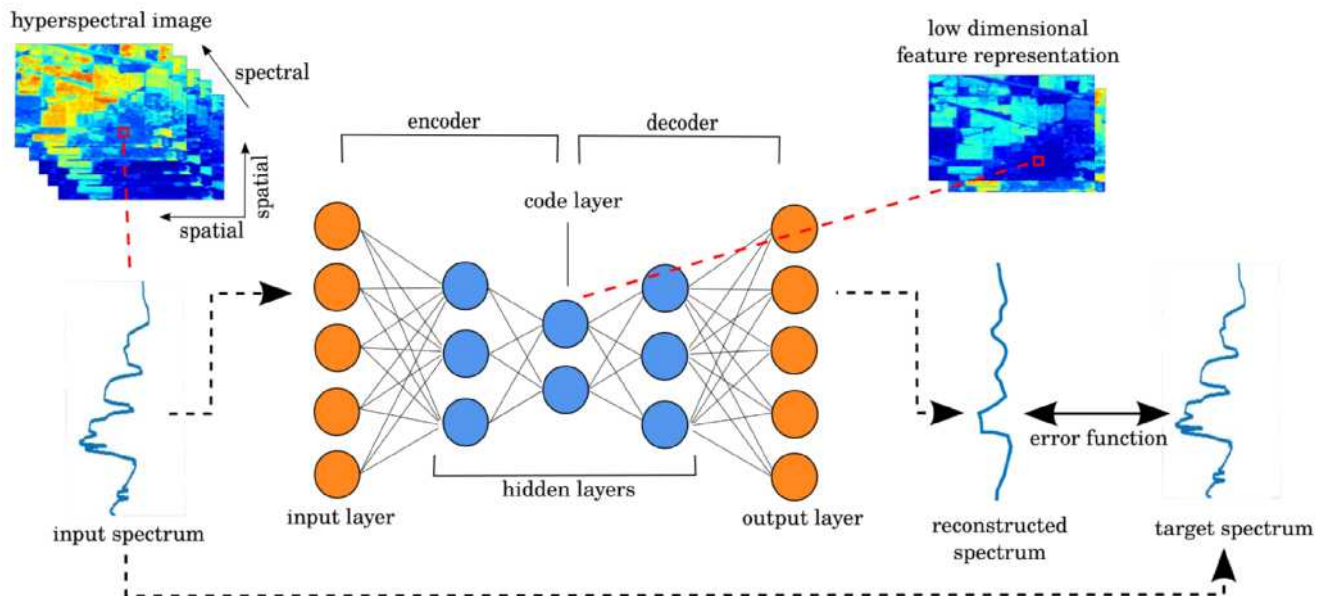 hyperspectral image
spectral
spatial
spatial
encoder
decoder
code layer
low dimensional
feature representation
hidden layers
input layer
output layer
input spectrum
reconstructed
spectrum
error function
target spectrum